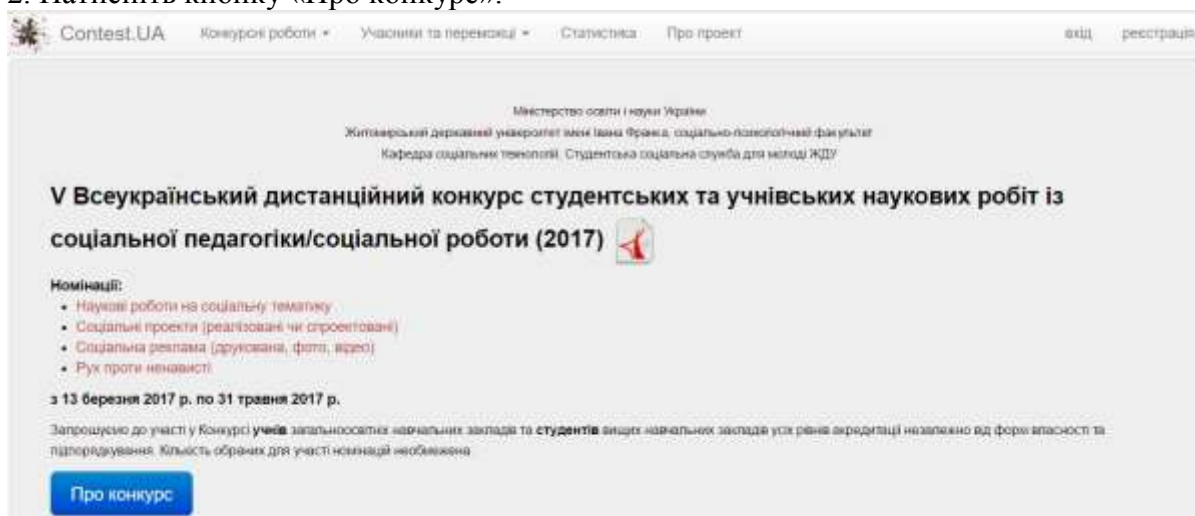 2. Натисніть кнопку «Про конкурс».
Contest.UA Конкурсні роботи Учасники та переможці Статистика Про проект вхід реєстрація
Міністерство освіти і науки України
Житомирський державний університет імені Івана Франка, соціально-психологічний факультет
Кафедра соціальних технологій, Студентська соціальна служба для молоді ЖДУ
V Всеукраїнський дистанційний конкурс студентських та учнівських наукових робіт із
соціальної педагогіки/соціальної роботи (2017)
Номінації:
• Наукові роботи на соціальну тематику
• Соціальні проекти (реалізовані чи спроектовані)
• Соціальна реклама (друкована, фото, відео)
• Рух проти ненависті
з 13 березня 2017 р. по 31 травня 2017 р.
Запрошуємо до участі у Конкурсі учнів загальноосвітніх навчальних закладів та студентів вищих навчальних закладів усіх рівнів акредитації незалежно від форм власності та
підпорядкування. Кількість обраних для участі номінацій необмежена.
Про конкурс